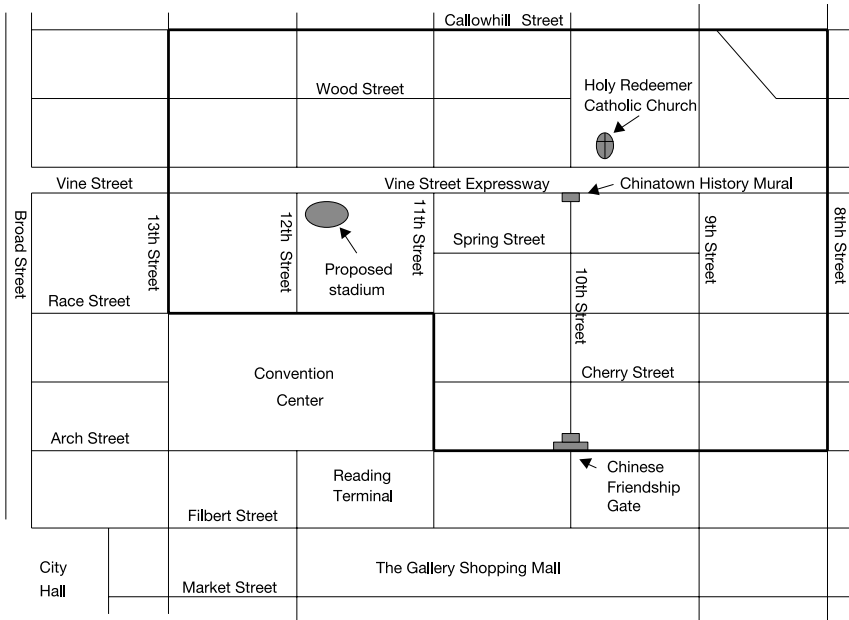 Callowhill Street
Wood Street
Holy Redeemer
Catholic Church
Vine Street
Vine Street Expressway
Chinatown History Mural
Broad Street
13th Street
12th Street
11th Street
10th Street
9th Street
8thh Street
Spring Street
Proposed
stadium
Race Street
Convention
Center
Cherry Street
Arch Street
Reading
Terminal
Chinese
Friendship
Gate
Filbert Street
City
Hall
The Gallery Shopping Mall
Market Street